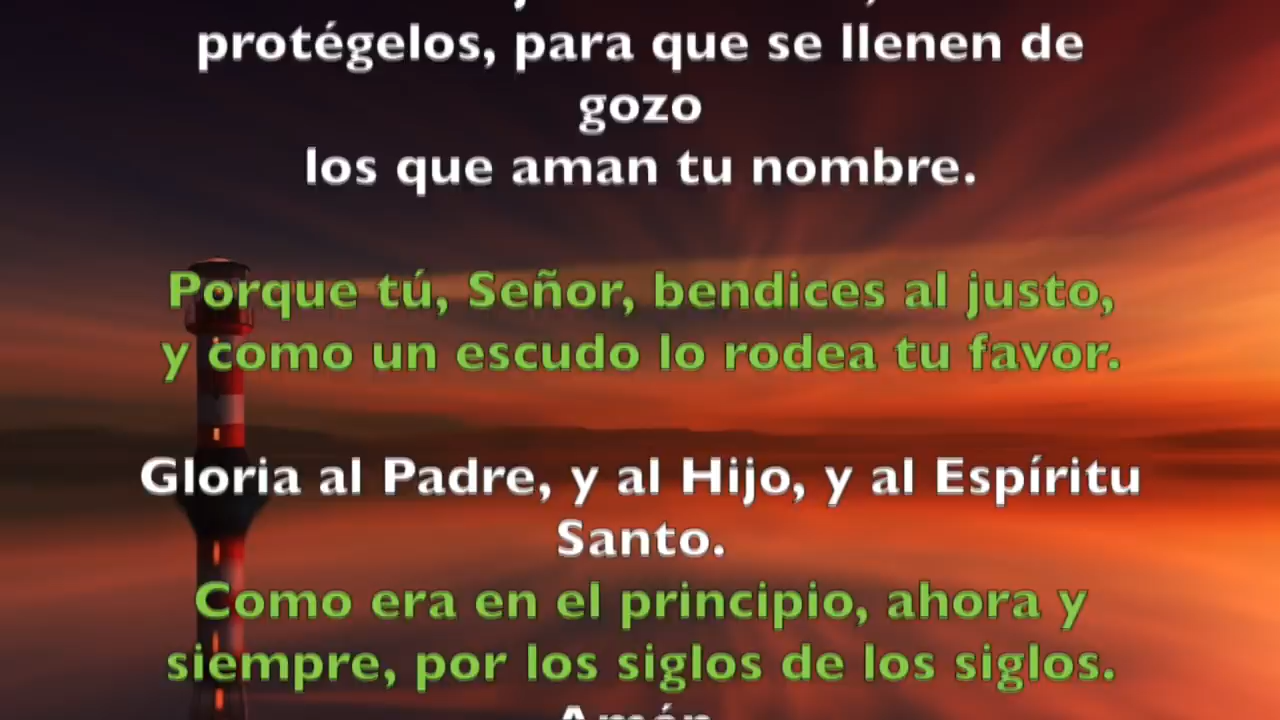 protégelos, para que se llenen de
gozo
los que aman tu nombre.
Porque tú, Señor, bendices al justo,
y como un escudo lo rodea tu favor.
Gloria al Padre, y al Hijo, y al Espíritu
Santo.
Como era en el principio, ahora y
siempre, por los siglos de los siglos.
Amén